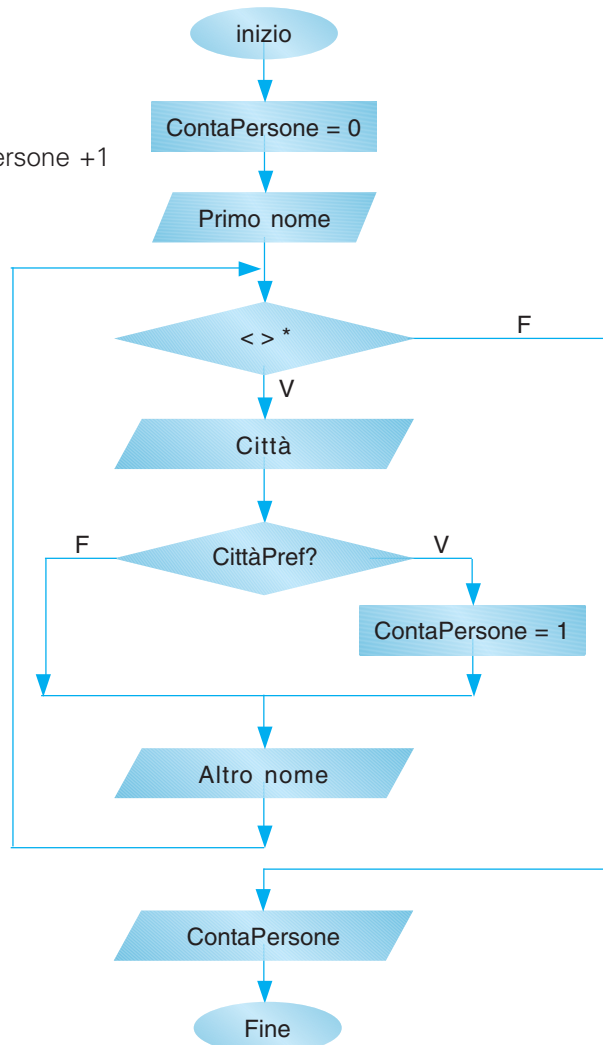 inizio
ContaPersone = 0
ersone +1
Primo nome
< > *
F
V
Città
F
CittàPref?
V
ContaPersone = 1
Altro nome
ContaPersone
Fine